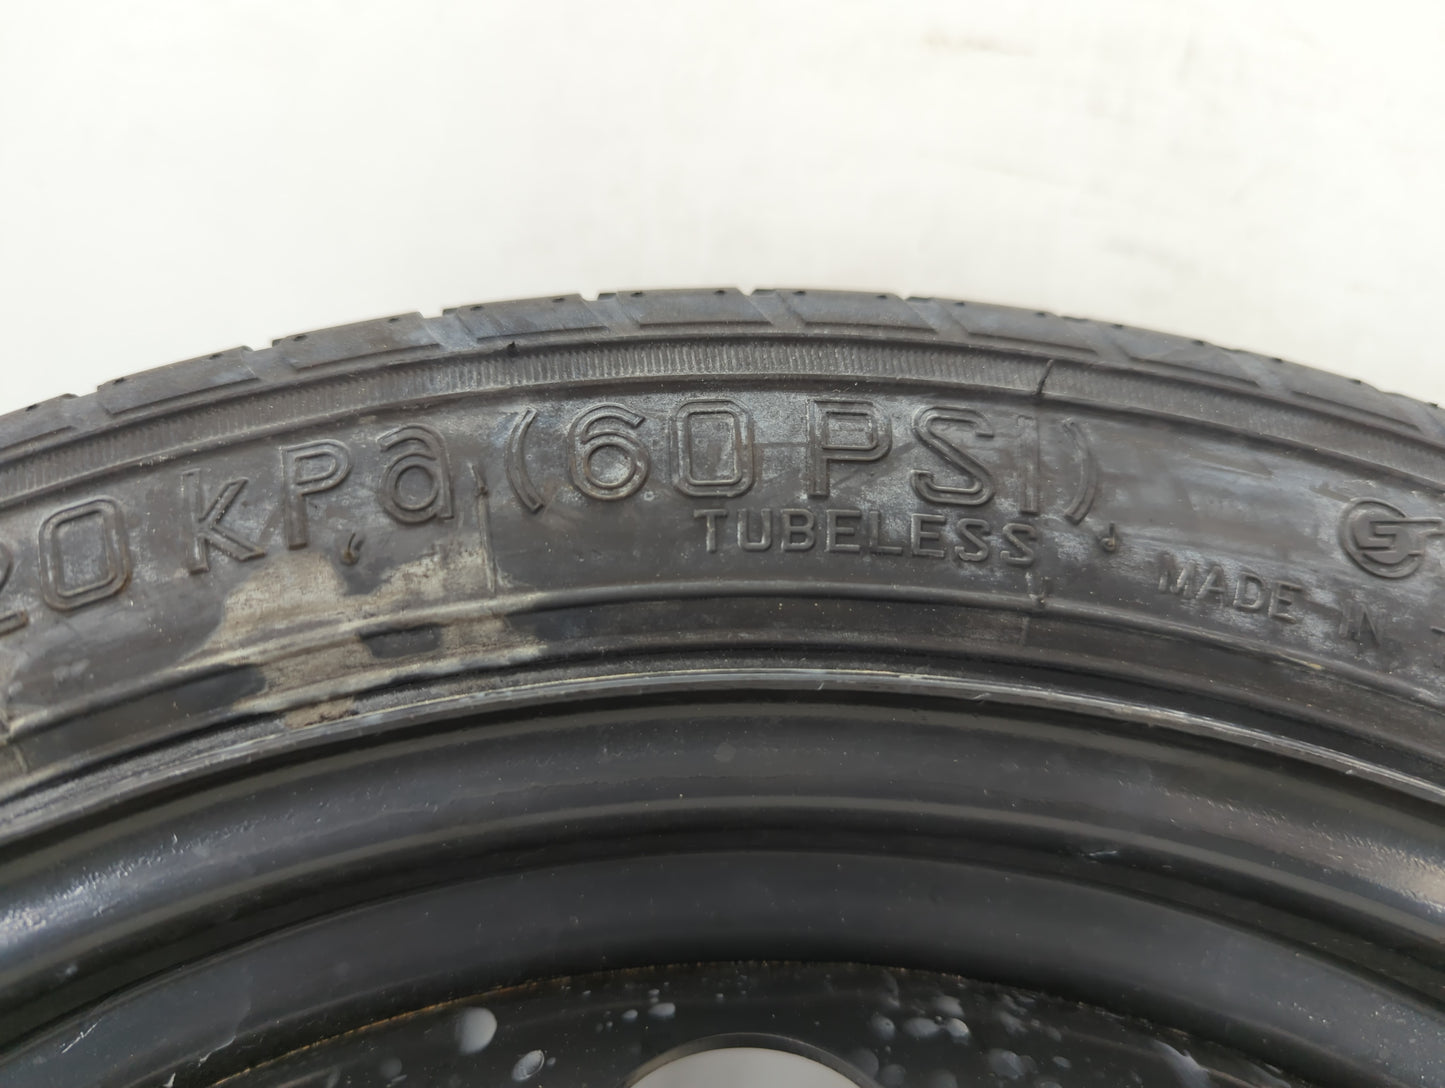 20 kPa (60 PSI)
TUBELESS
MADE IN